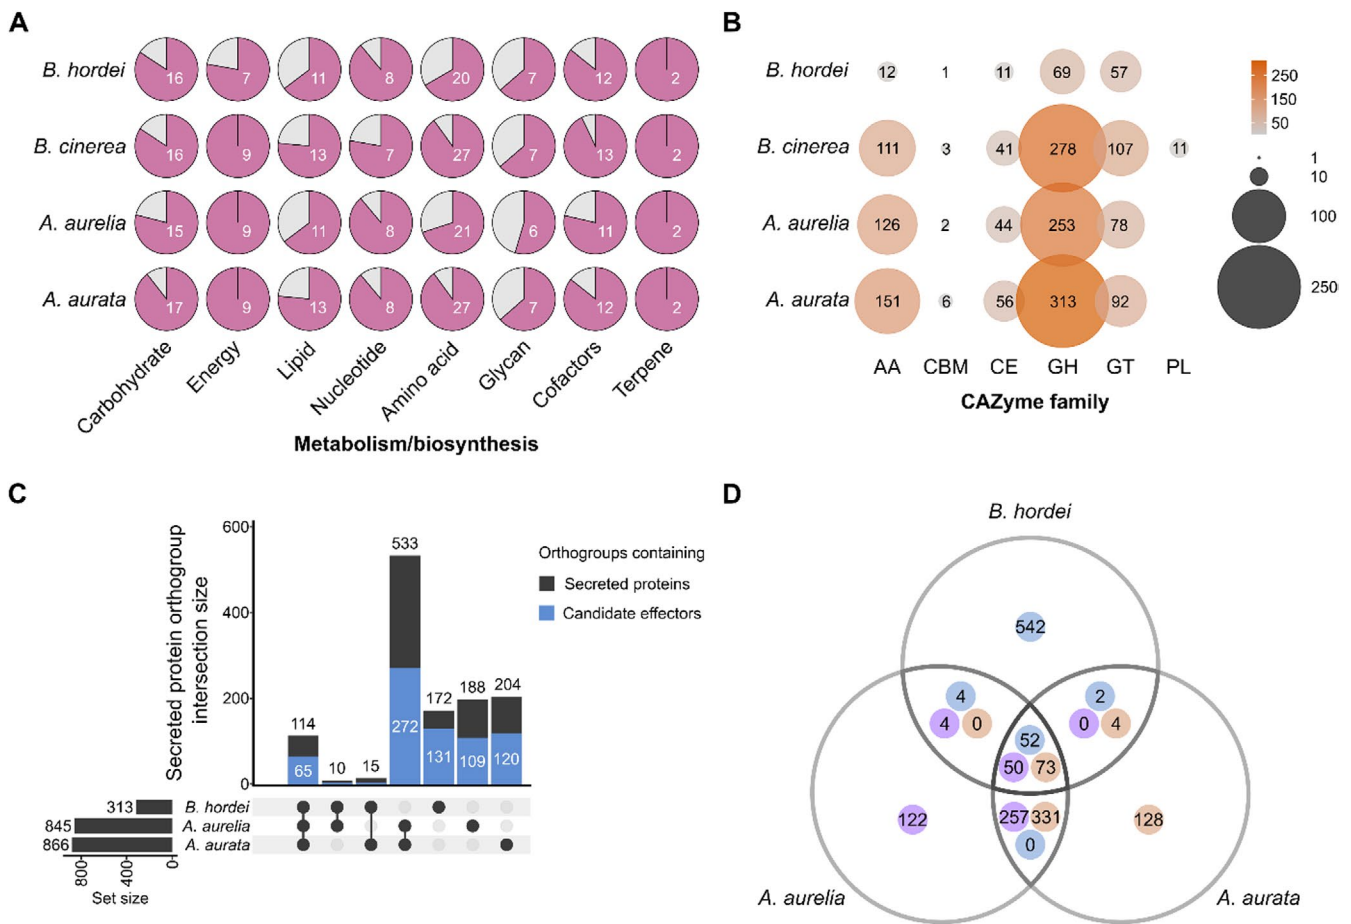 A
B. hordei
16 7 11 8 20 7 12 2
B. cinerea
16 9 13 7 27 7 13 2
A. aurelia
15 9 11 8 21 6 11 2
A. aurata
17 9 13 8 27 7 12 2
Carbohydrate
Energy
Lipid
Nucleotide
Amino acid
Glycan
Cofactors
Terpene
Metabolism/biosynthesis
B
B. hordei
12 1 11 69 57
B. cinerea
111 3 41 278 107 11
A. aurelia
126 2 44 253 78
A. aurata
151 6 56 313 92
AA CBM CE GH GT PL
CAZyme family
250
150
50
1
10
100
250
C
Secreted protein orthogroup
intersection size
600
400
200
0
114
65
10
15
533
272
172
131
188
109
204
120
Orthogroups containing
Secreted proteins
Candidate effectors
313 B. hordei
845 A. aurelia
866 A. aurata
800 400 0
Set size
D
B. hordei
542
4
4 0
2
0 4
52
50 73
122
257 331
0
128
A. aurelia
A. aurata